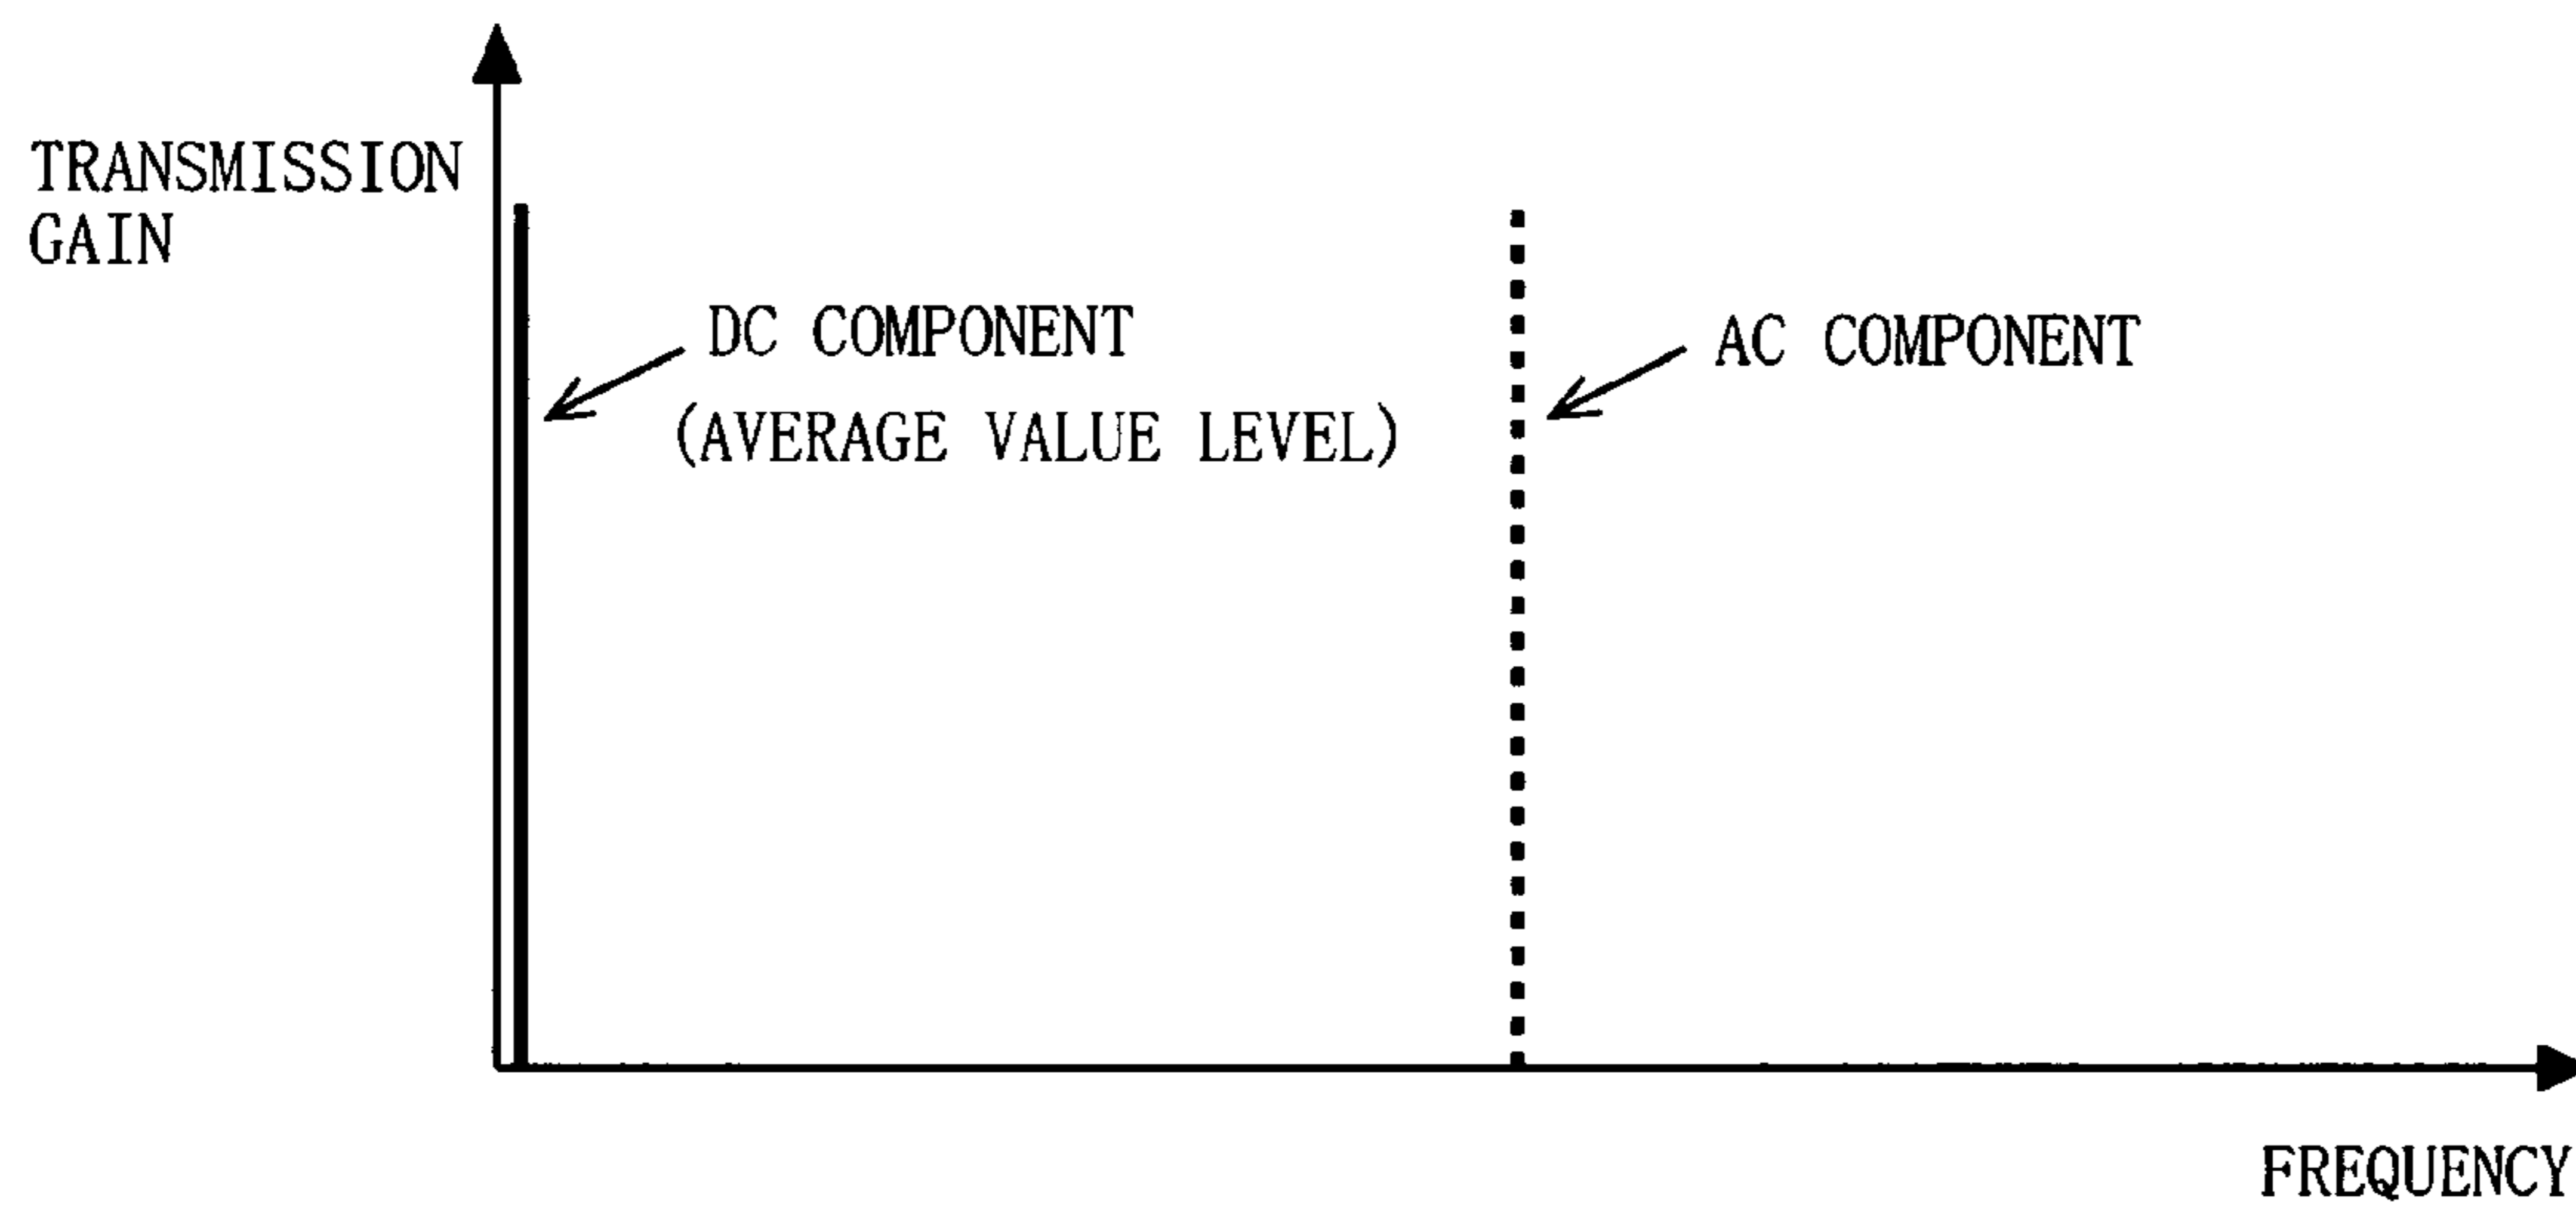 TRANSMISSION
GAIN
DC COMPONENT
(AVERAGE VALUE LEVEL)
AC COMPONENT
FREQUENCY